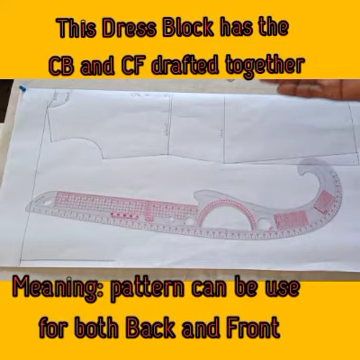 This Dress Block has the
CB and CF drafted together
Meaning: pattern can be use
for both Back and Front